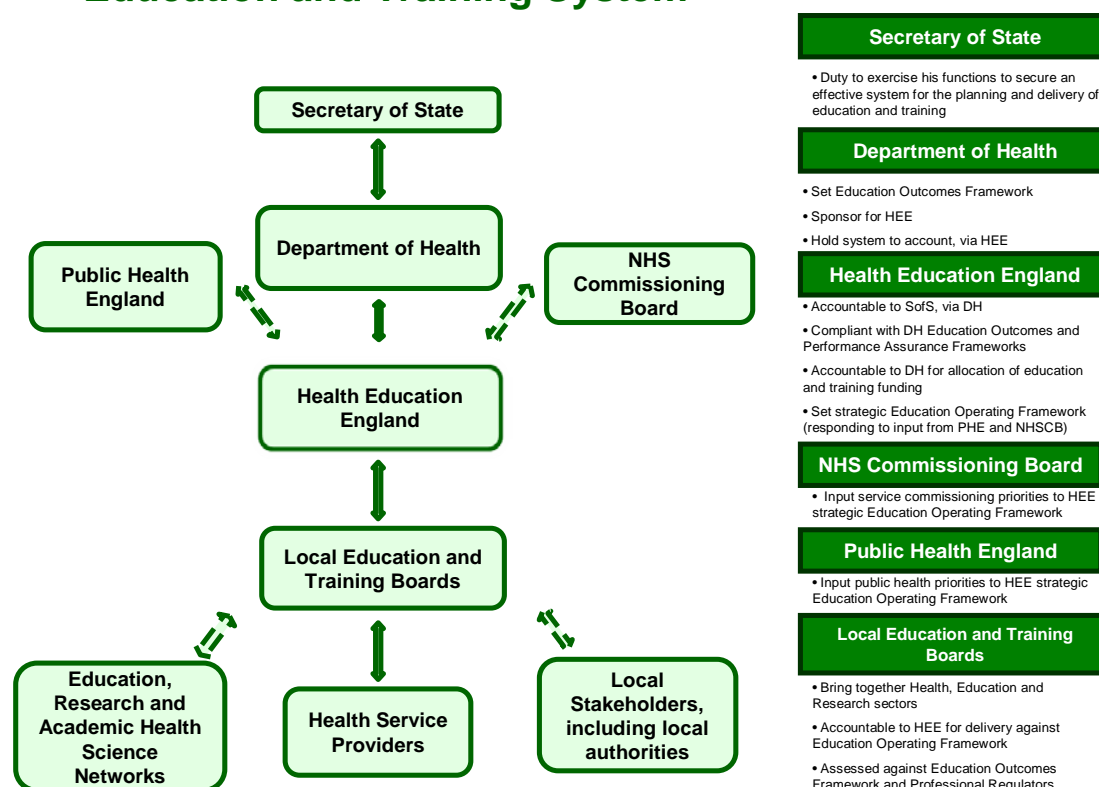 Education and Training System
Secretary of State
Department of Health
Public Health
England
NHS
Commissioning
Board
Health Education
England
Local Education and
Training Boards
Education,
Research and
Academic Health
Science
Networks
Health Service
Providers
Local
Stakeholders,
including local
authorities
Secretary of State
• Duty to exercise his functions to secure an
effective system for the planning and delivery of
education and training
Department of Health
• Set Education Outcomes Framework
• Sponsor for HEE
• Hold system to account, via HEE
Health Education England
• Accountable to SofS, via DH
• Compliant with DH Education Outcomes and
Performance Assurance Frameworks
• Accountable to DH for allocation of education
and training funding
• Set strategic Education Operating Framework
(responding to input from PHE and NHSCB)
NHS Commissioning Board
• Input service commissioning priorities to HEE
strategic Education Operating Framework
Public Health England
• Input public health priorities to HEE strategic
Education Operating Framework
Local Education and Training
Boards
• Bring together Health, Education and
Research sectors
• Accountable to HEE for delivery against
Education Operating Framework
• Assessed against Education Outcomes
Framework and Professional Regulators